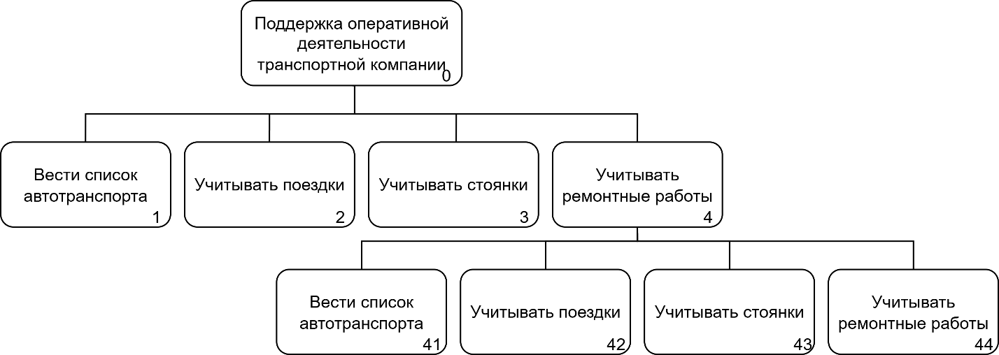 Поддержка оперативной
деятельности
транспортной компании
0
Вести список
автотранспорта
1
Учитывать поездки
2
Учитывать стоянки
3
Учитывать
ремонтные работы
4
Вести список
автотранспорта
41
Учитывать поездки
42
Учитывать стоянки
43
Учитывать
ремонтные работы
44